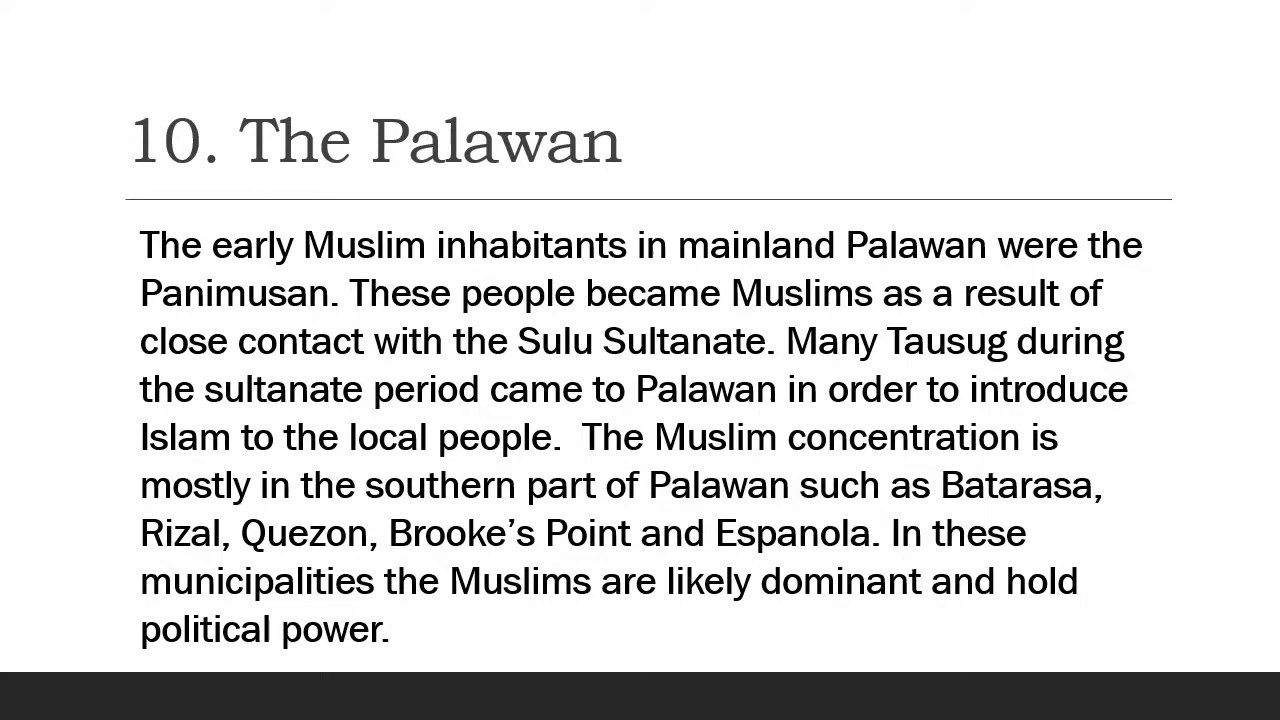 10. The Palawan
The early Muslim inhabitants in mainland Palawan were the
Panimusan. These people became Muslims as a result of
close contact with the Sulu Sultanate. Many Tausug during
the sultanate period came to Palawan in order to introduce
Islam to the local people.  The Muslim concentration is
mostly in the southern part of Palawan such as Batarasa,
Rizal, Quezon, Brooke’s Point and Espanola. In these
municipalities the Muslims are likely dominant and hold
political power.